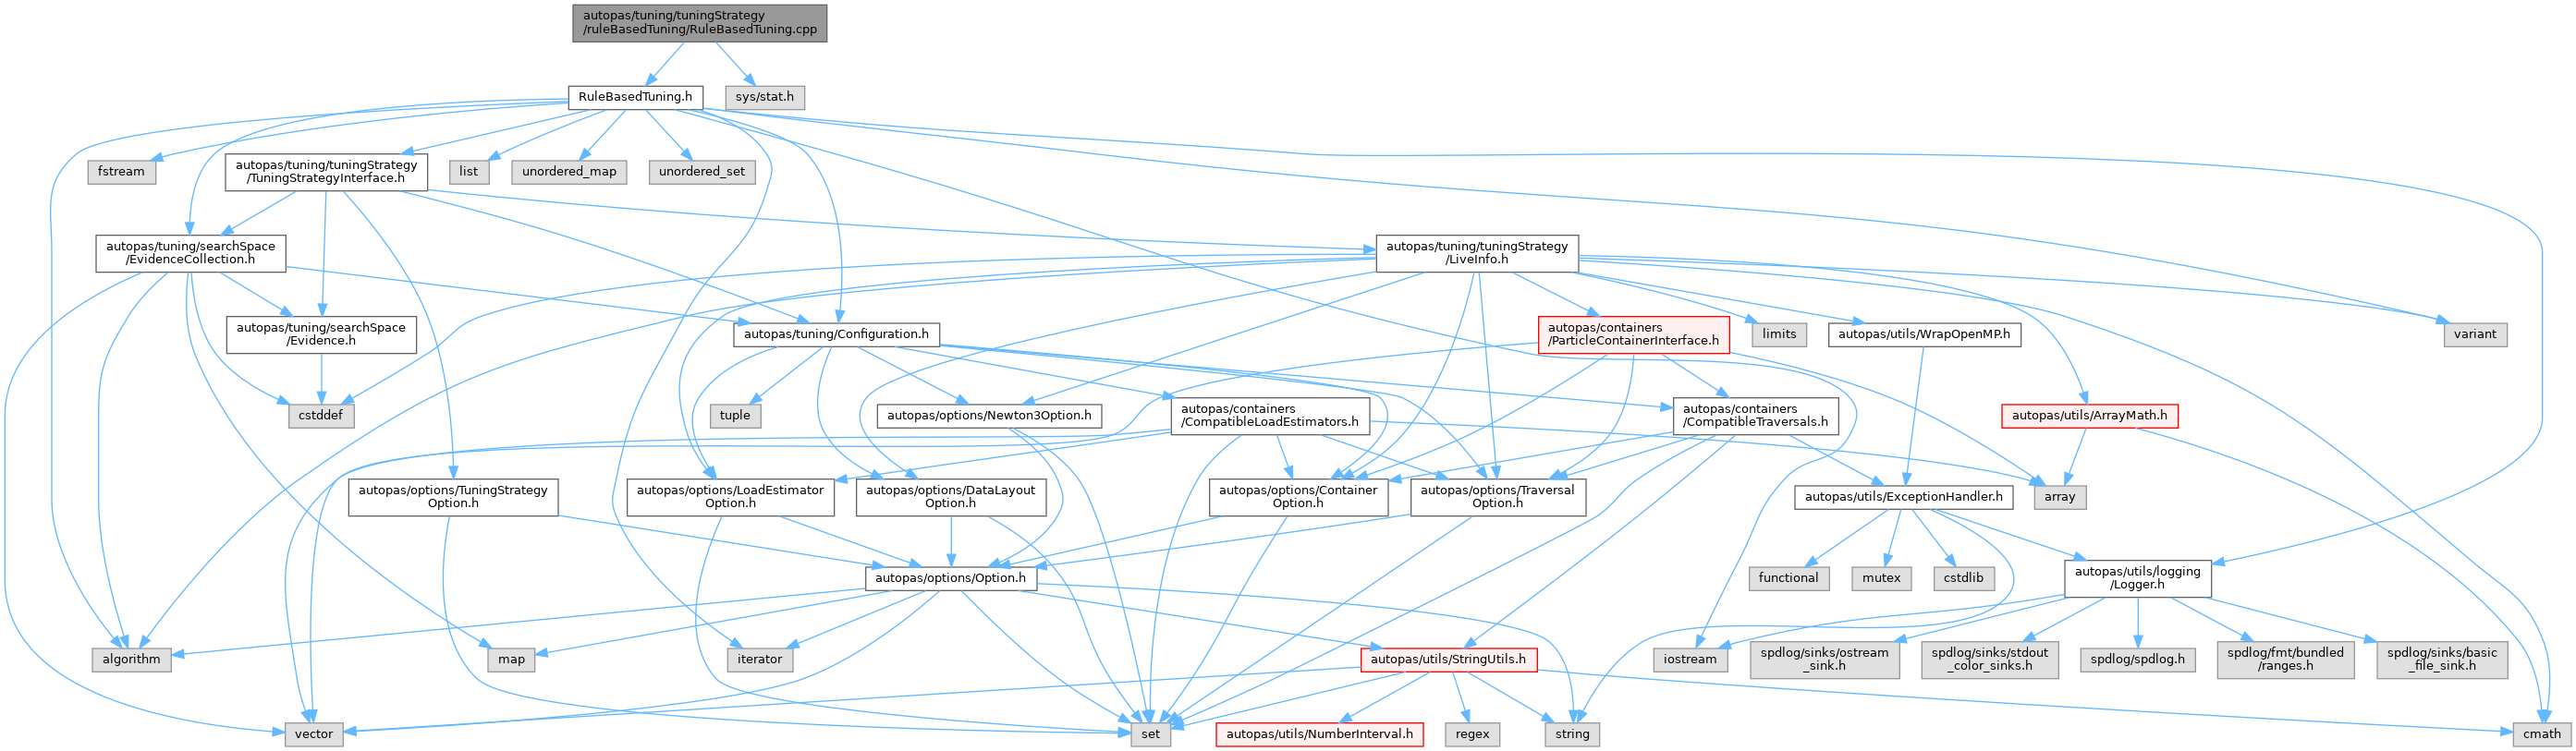 autopas/tuning/tuningStrategy
/ruleBasedTuning/RuleBasedTuning.cpp
RuleBasedTuning.h
sys/stat.h
fstream
autopas/tuning/tuningStrategy
/TuningStrategyInterface.h
list
unordered_map
unordered_set
autopas/tuning/searchSpace
/EvidenceCollection.h
autopas/tuning/tuningStrategy
/LiveInfo.h
autopas/tuning/searchSpace
/Evidence.h
autopas/tuning/Configuration.h
autopas/containers
/ParticleContainerInterface.h
limits
autopas/utils/WrapOpenMP.h
variant
cstddef
tuple
autopas/options/Newton3Option.h
autopas/containers
/CompatibleLoadEstimators.h
autopas/containers
/CompatibleTraversals.h
autopas/utils/ArrayMath.h
autopas/options/TuningStrategy
Option.h
autopas/options/LoadEstimator
Option.h
autopas/options/DataLayout
Option.h
autopas/options/Container
Option.h
autopas/options/Traversal
Option.h
autopas/utils/ExceptionHandler.h
array
autopas/options/Option.h
functional
mutex
cstdlib
autopas/utils/logging
/Logger.h
algorithm
map
iterator
autopas/utils/StringUtils.h
iostream
spdlog/sinks/ostream
_sink.h
spdlog/sinks/stdout
_color_sinks.h
spdlog/spdlog.h
spdlog/fmt/bundled
/ranges.h
spdlog/sinks/basic
_file_sink.h
vector
set
autopas/utils/NumberInterval.h
regex
string
cmath